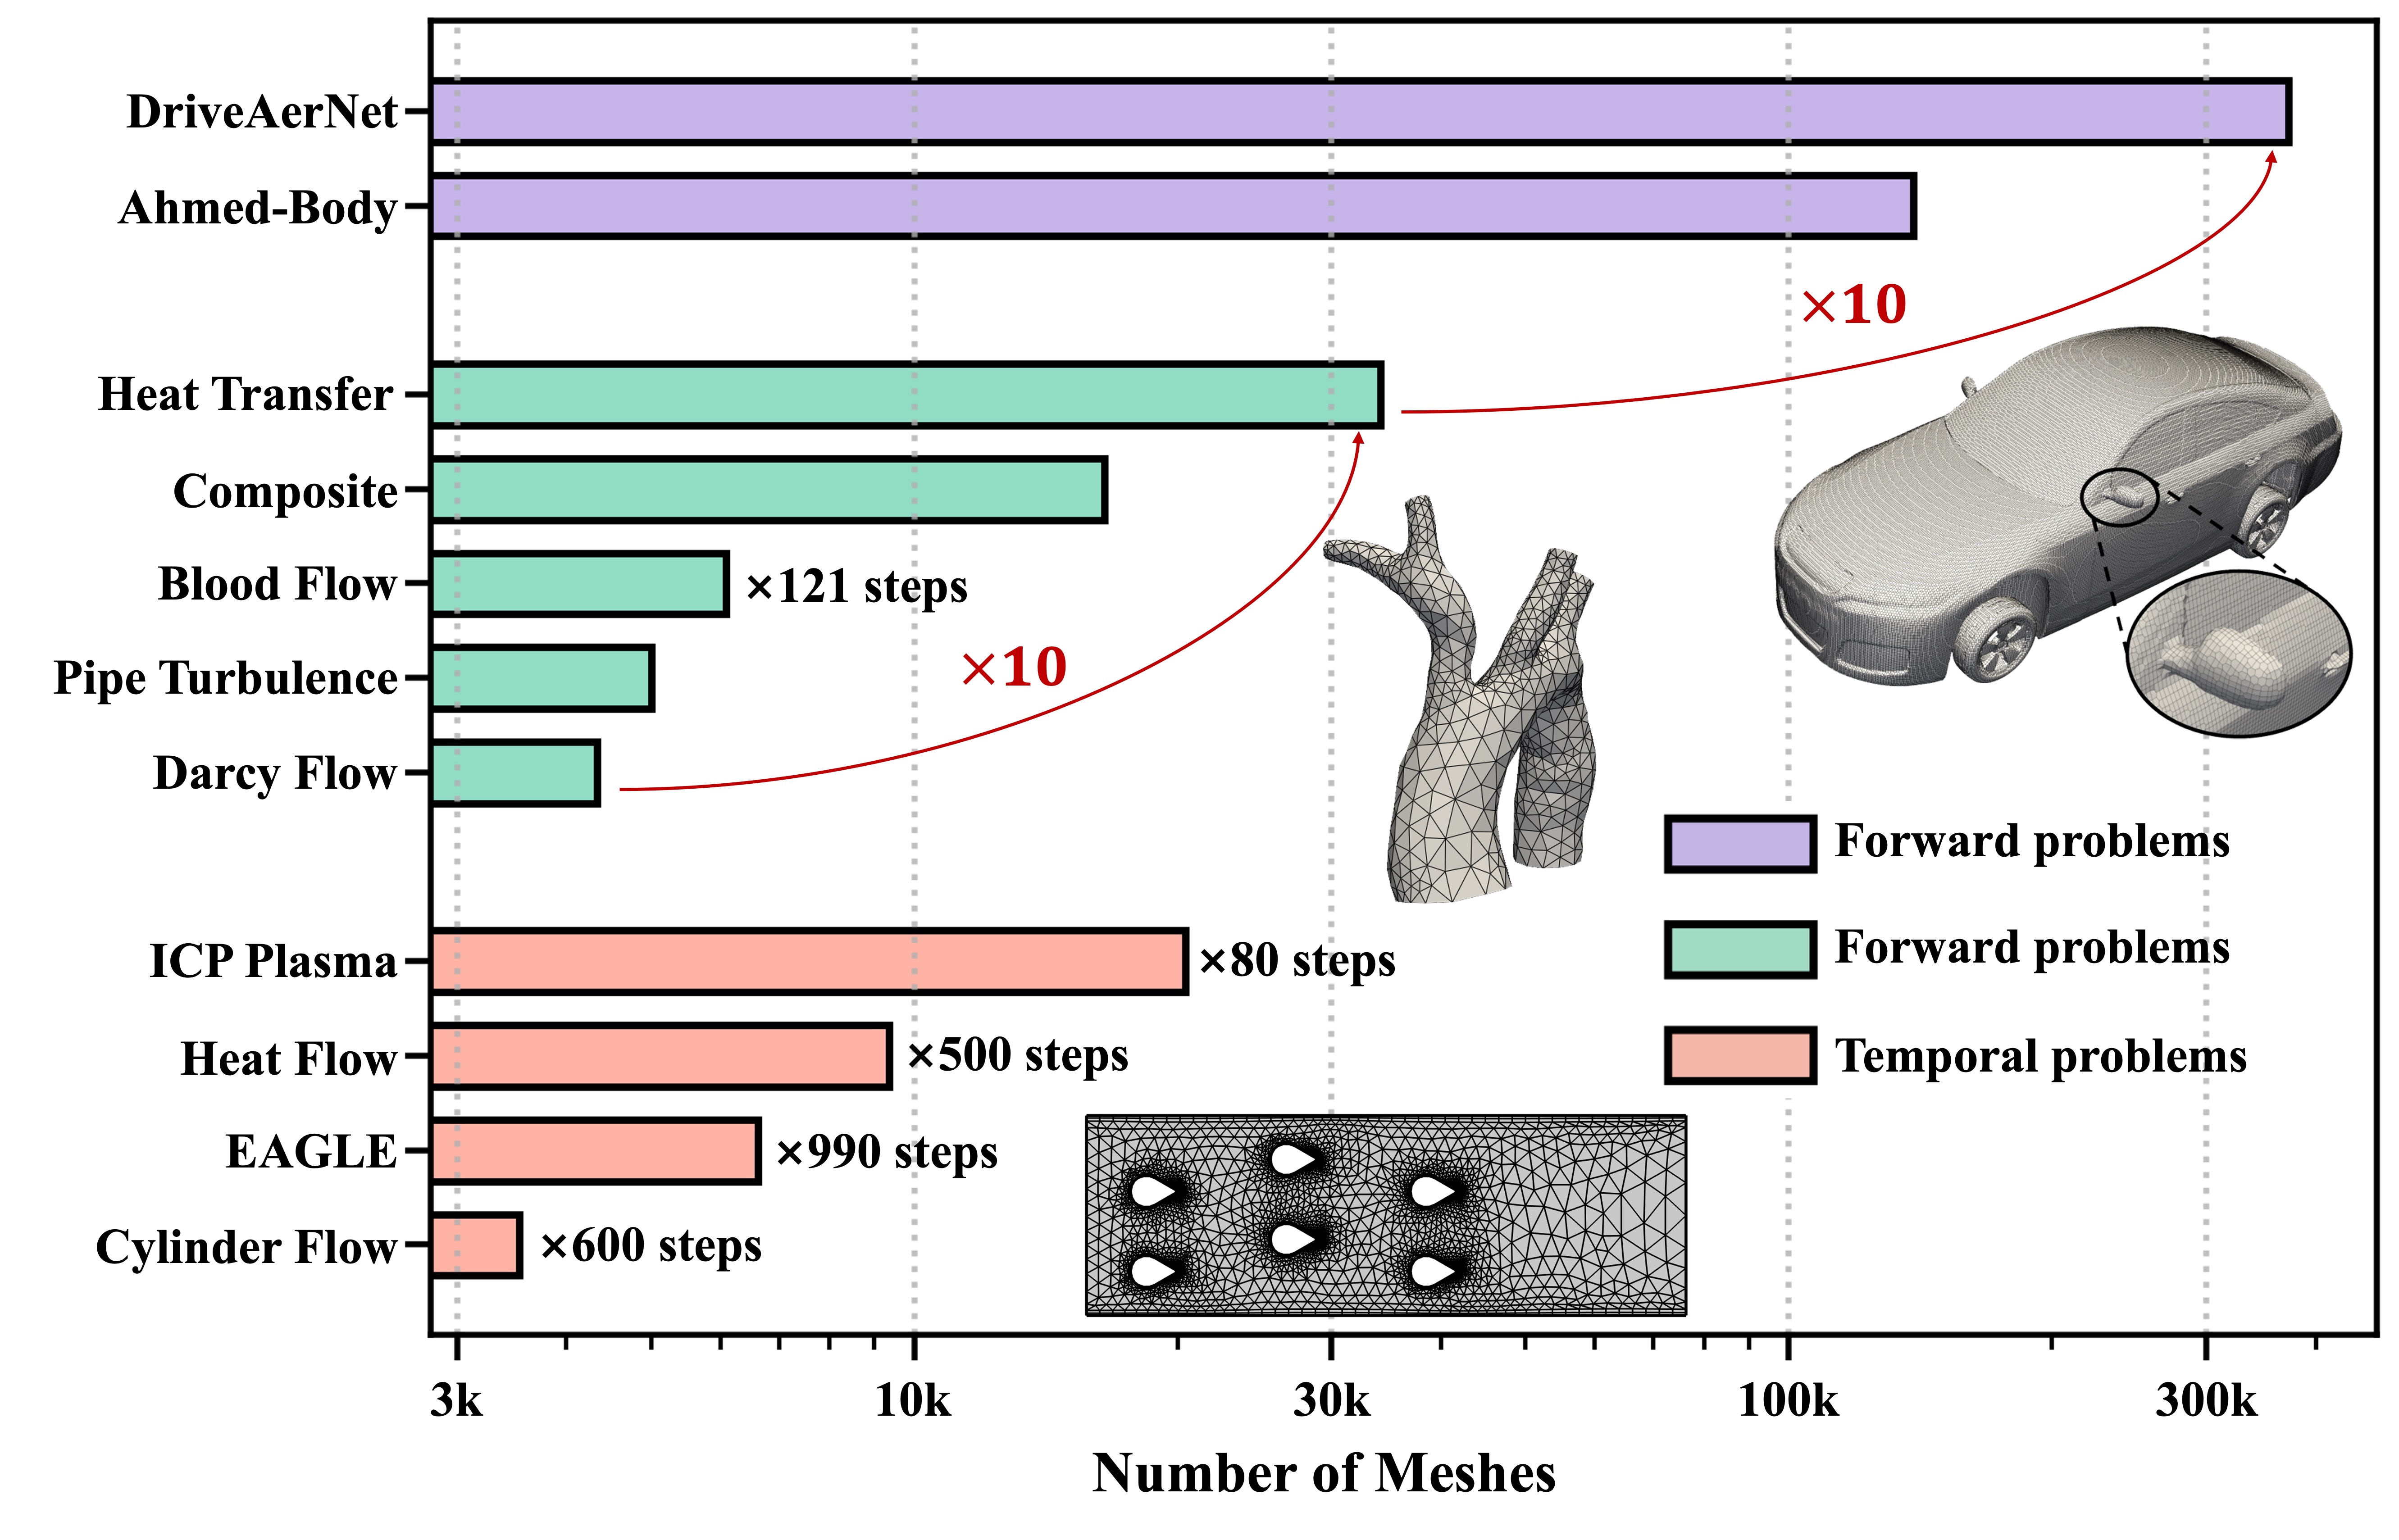 DriveAerNet
Ahmed-Body
×10
Heat Transfer
Composite
Blood Flow
×121 steps
Pipe Turbulence
×10
Darcy Flow
Forward problems
Forward problems
ICP Plasma
×80 steps
Heat Flow
×500 steps
Temporal problems
EAGLE
×990 steps
Cylinder Flow
×600 steps
3k
10k
30k
100k
300k
Number of Meshes